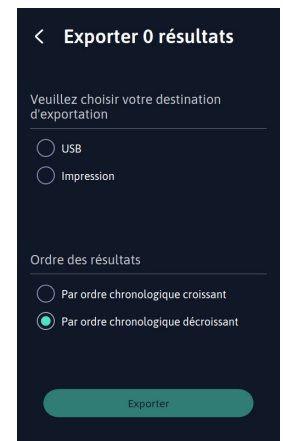 Exporter 0 résultats
Veuillez choisir votre destination
d'exportation
USB
Impression
Ordre des résultats
Par ordre chronologique croissant
Par ordre chronologique décroissant
Exporter